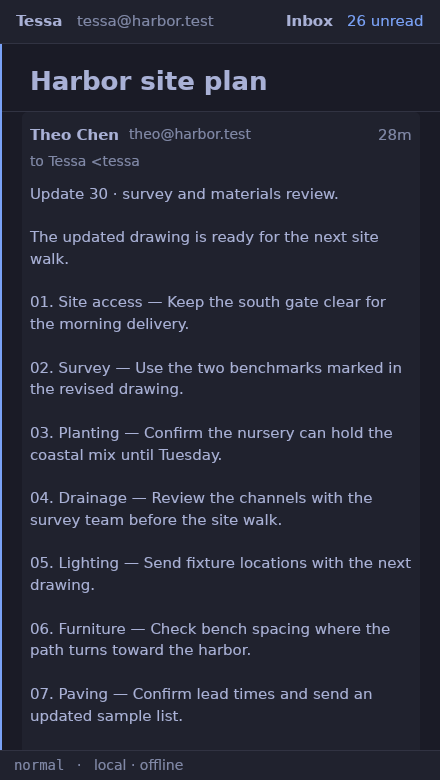 Tessa tessa@harbor.test Inbox 26 unread
Harbor site plan
Theo Chen theo@harbor.test 28m
to Tessa <tessa
Update 30 · survey and materials review.
The updated drawing is ready for the next site
walk.
01. Site access — Keep the south gate clear for
the morning delivery.
02. Survey — Use the two benchmarks marked in
the revised drawing.
03. Planting — Confirm the nursery can hold the
coastal mix until Tuesday.
04. Drainage — Review the channels with the
survey team before the site walk.
05. Lighting — Send fixture locations with the next
drawing.
06. Furniture — Check bench spacing where the
path turns toward the harbor.
07. Paving — Confirm lead times and send an
updated sample list.
normal · local · offline